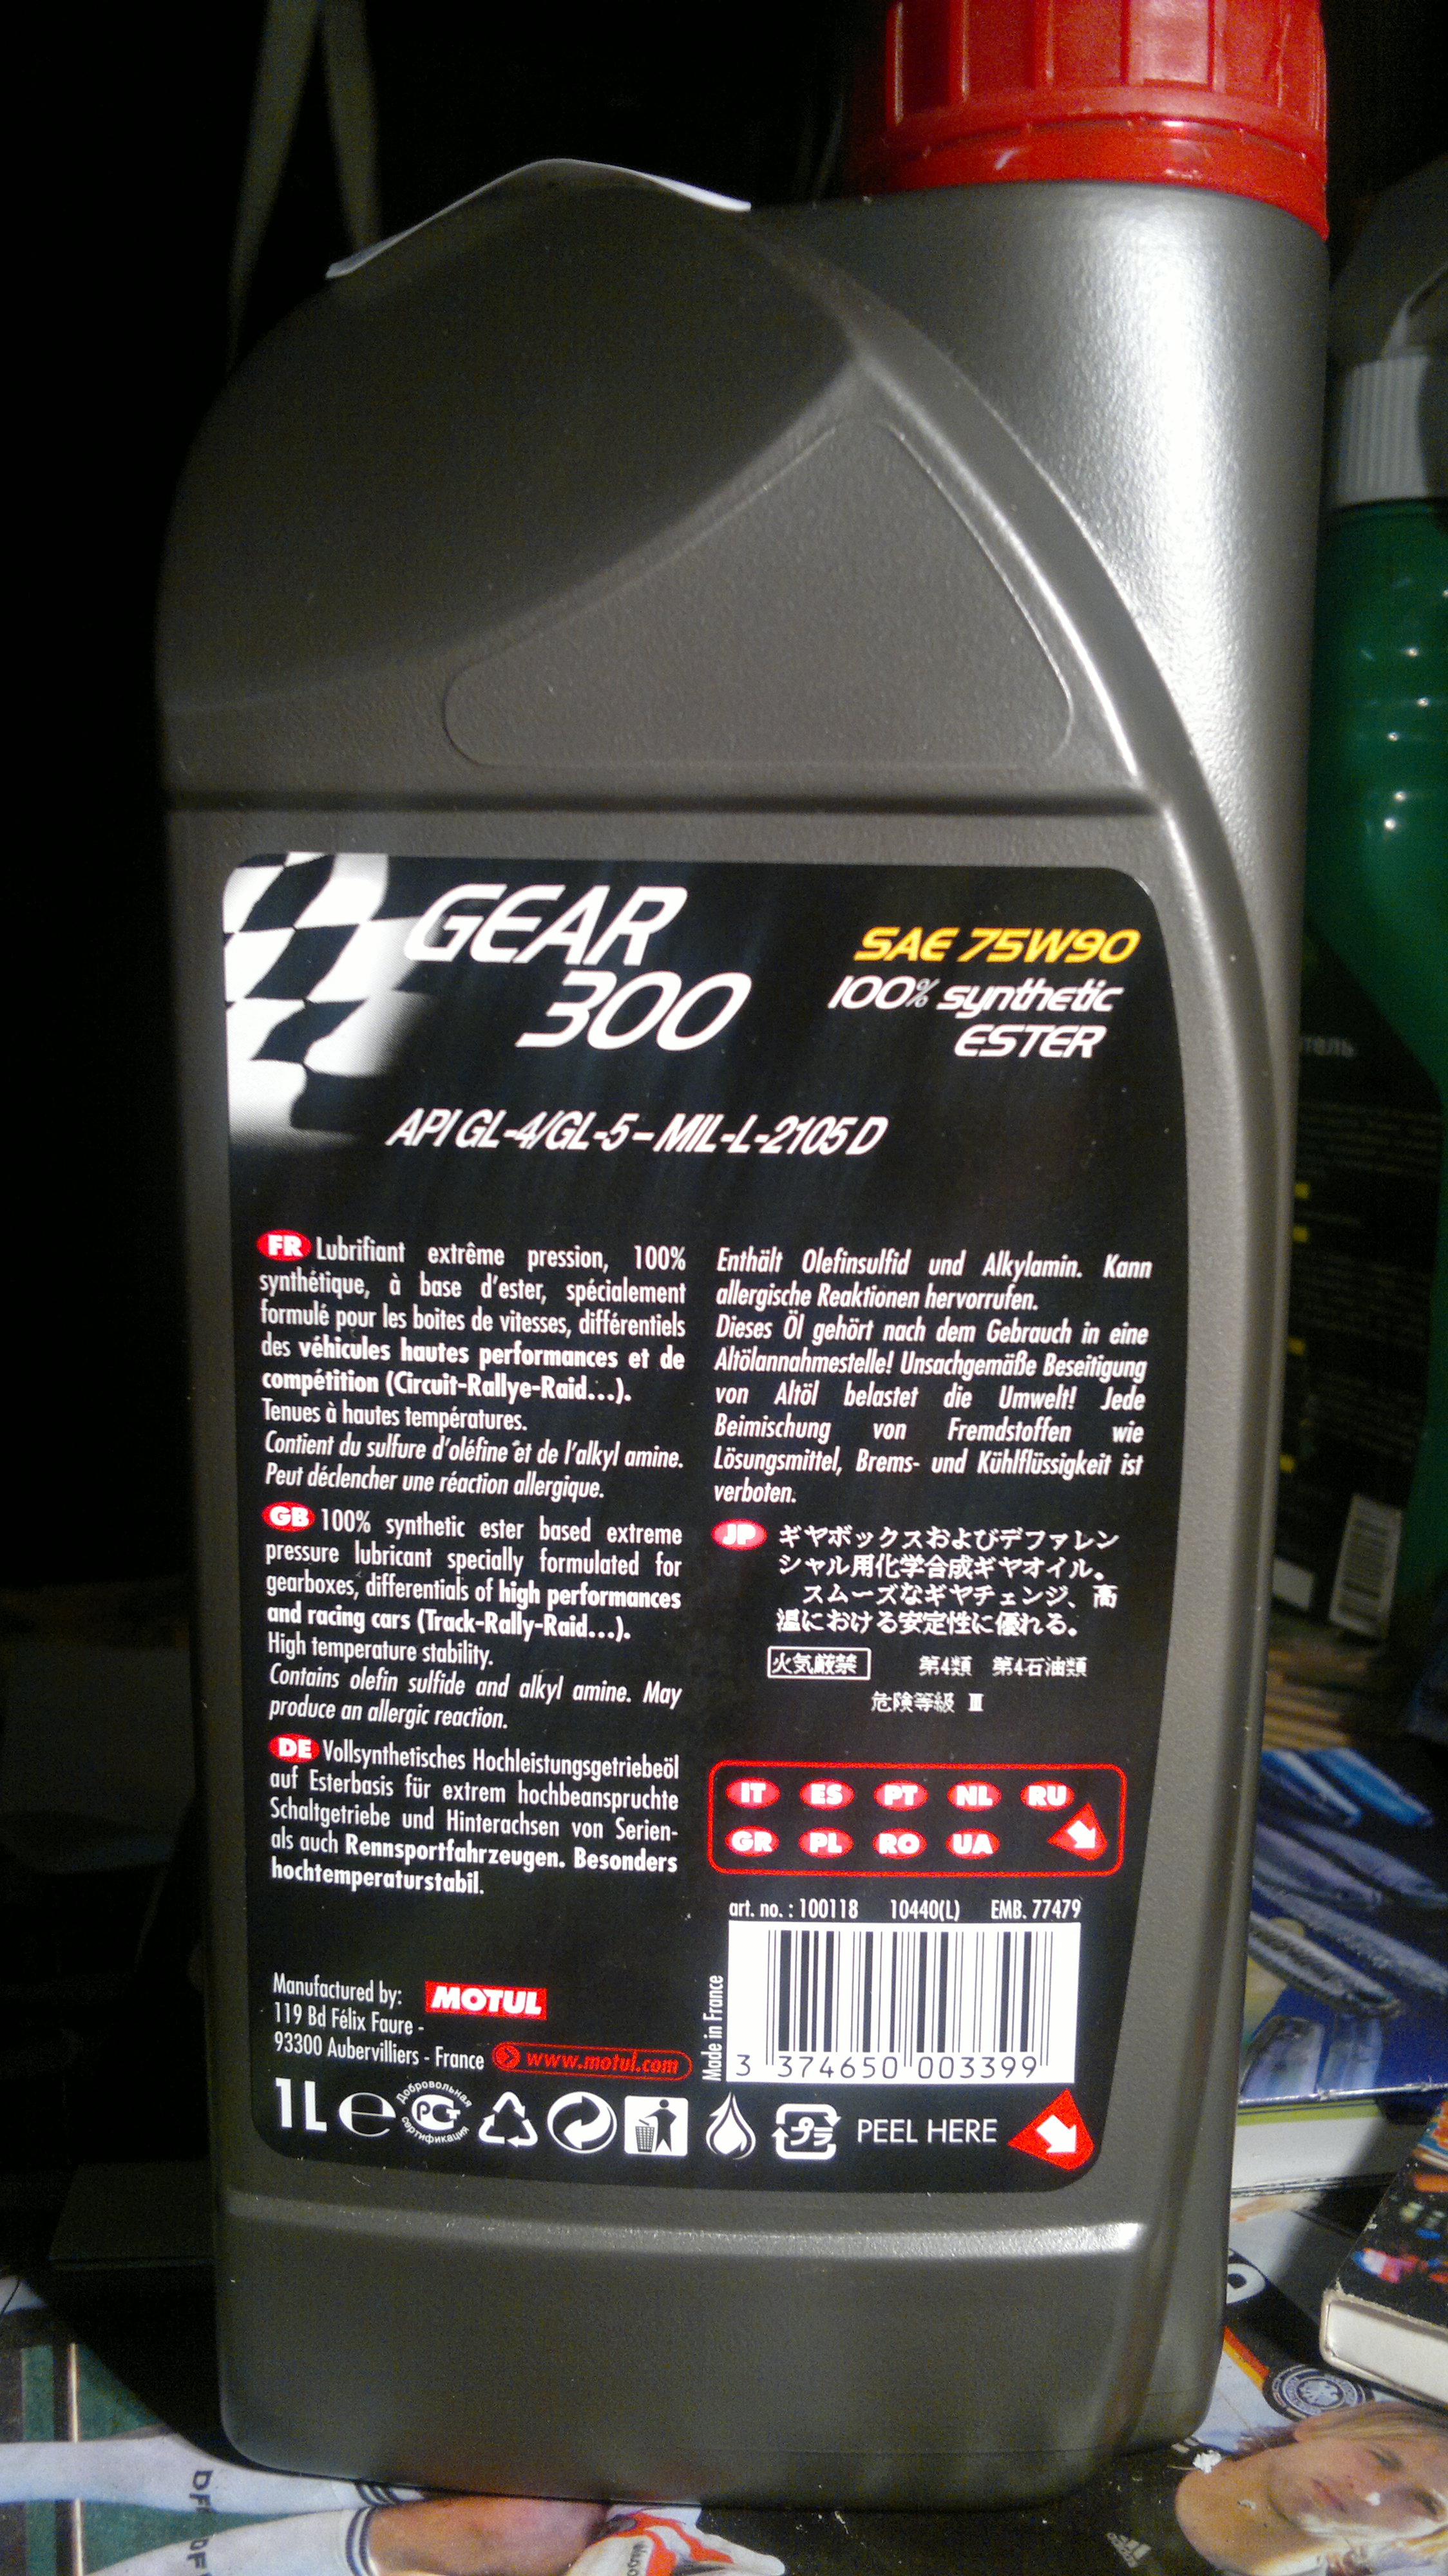 GEAR
300
SAE 75W90
100% synthetic
ESTER
API GL-4/GL-5 – MIL-L-2105 D
FR Lubrifiant extrême pression, 100%
synthétique, à base d'ester, spécialement
formulé pour les boites de vitesses, différentiels
des véhicules hautes performances et de
compétition (Circuit-Rallye-Raid...).
Tenues à hautes températures.
Contient du sulfure d'oléfine et de l'alkyl amine.
Peut déclencher une réaction allergique.
GB 100% synthetic ester based extreme
pressure lubricant specially formulated for
gearboxes, differentials of high performances
and racing cars (Track-Rally-Raid...).
High temperature stability.
Contains olefin sulfide and alkyl amine. May
produce an allergic reaction.
DE Vollsynthetisches Hochleistungsgetriebeöl
auf Esterbasis für extrem hochbeanspruchte
Schaltgetriebe und Hinterachsen von Serien-
als auch Rennsportfahrzeugen. Besonders
hochtemperaturstabil.
Enthält Olefinsulfid und Alkylamin. Kann
allergische Reaktionen hervorrufen.
Dieses Öl gehört nach dem Gebrauch in eine
Altölannahmestelle! Unsachgemäße Beseitigung
von Altöl belastet die Umwelt! Jede
Beimischung von Fremdstoffen wie
Lösungsmittel, Brems- und Kühlflüssigkeit ist
verboten.
JP ギヤボックスおよびデファレン
シャル用化学合成ギヤオイル。
スムーズなギヤチェンジ、高
温における安定性に優れる。
火気厳禁 第4類 第4石油類
危険等級 Ⅲ
IT ES PT NL RU
GR PL RO UA
art. no. : 100118 10440(L) EMB. 77479
Made in France
3 374650 003399
Manufactured by: MOTUL
119 Bd Félix Faure -
93300 Aubervilliers - France
www.motul.com
1L e Добровольная сертификация РСТ
プラ
PEEL HERE